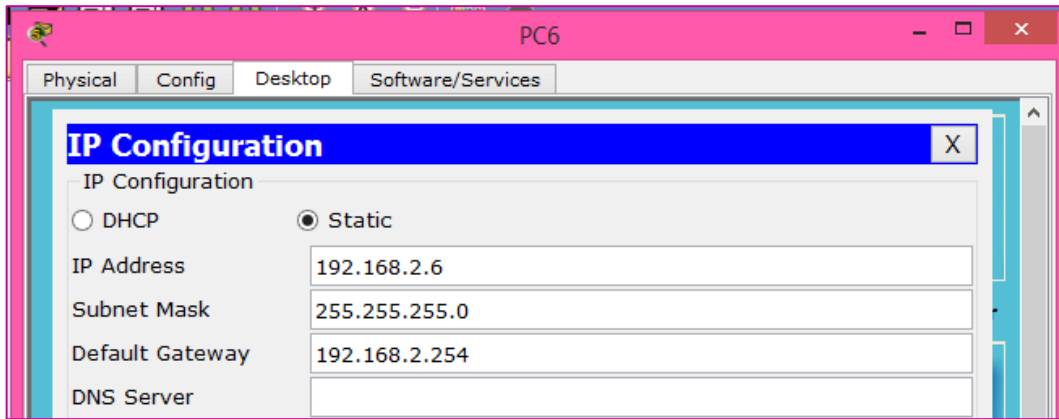 PC6
Physical Config Desktop Software/Services
IP Configuration X
IP Configuration
DHCP Static
IP Address 192.168.2.6
Subnet Mask 255.255.255.0
Default Gateway 192.168.2.254
DNS Server